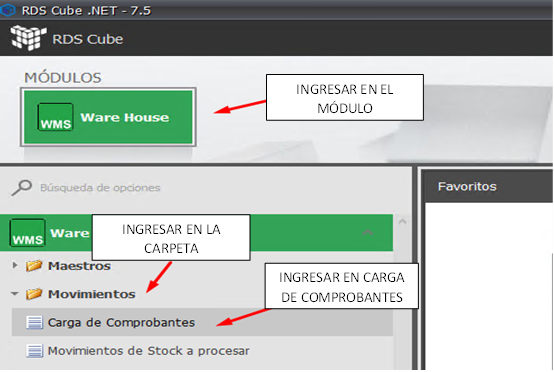 RDS Cube .NET - 7.5
RDS Cube
MÓDULOS
WMS Ware House
INGRESAR EN EL
MÓDULO
Búsqueda de opciones
Favoritos
WMS Ware
INGRESAR EN LA
CARPETA
Maestros
Movimientos
INGRESAR EN CARGA
DE COMPROBANTES
Carga de Comprobantes
Movimientos de Stock a procesar